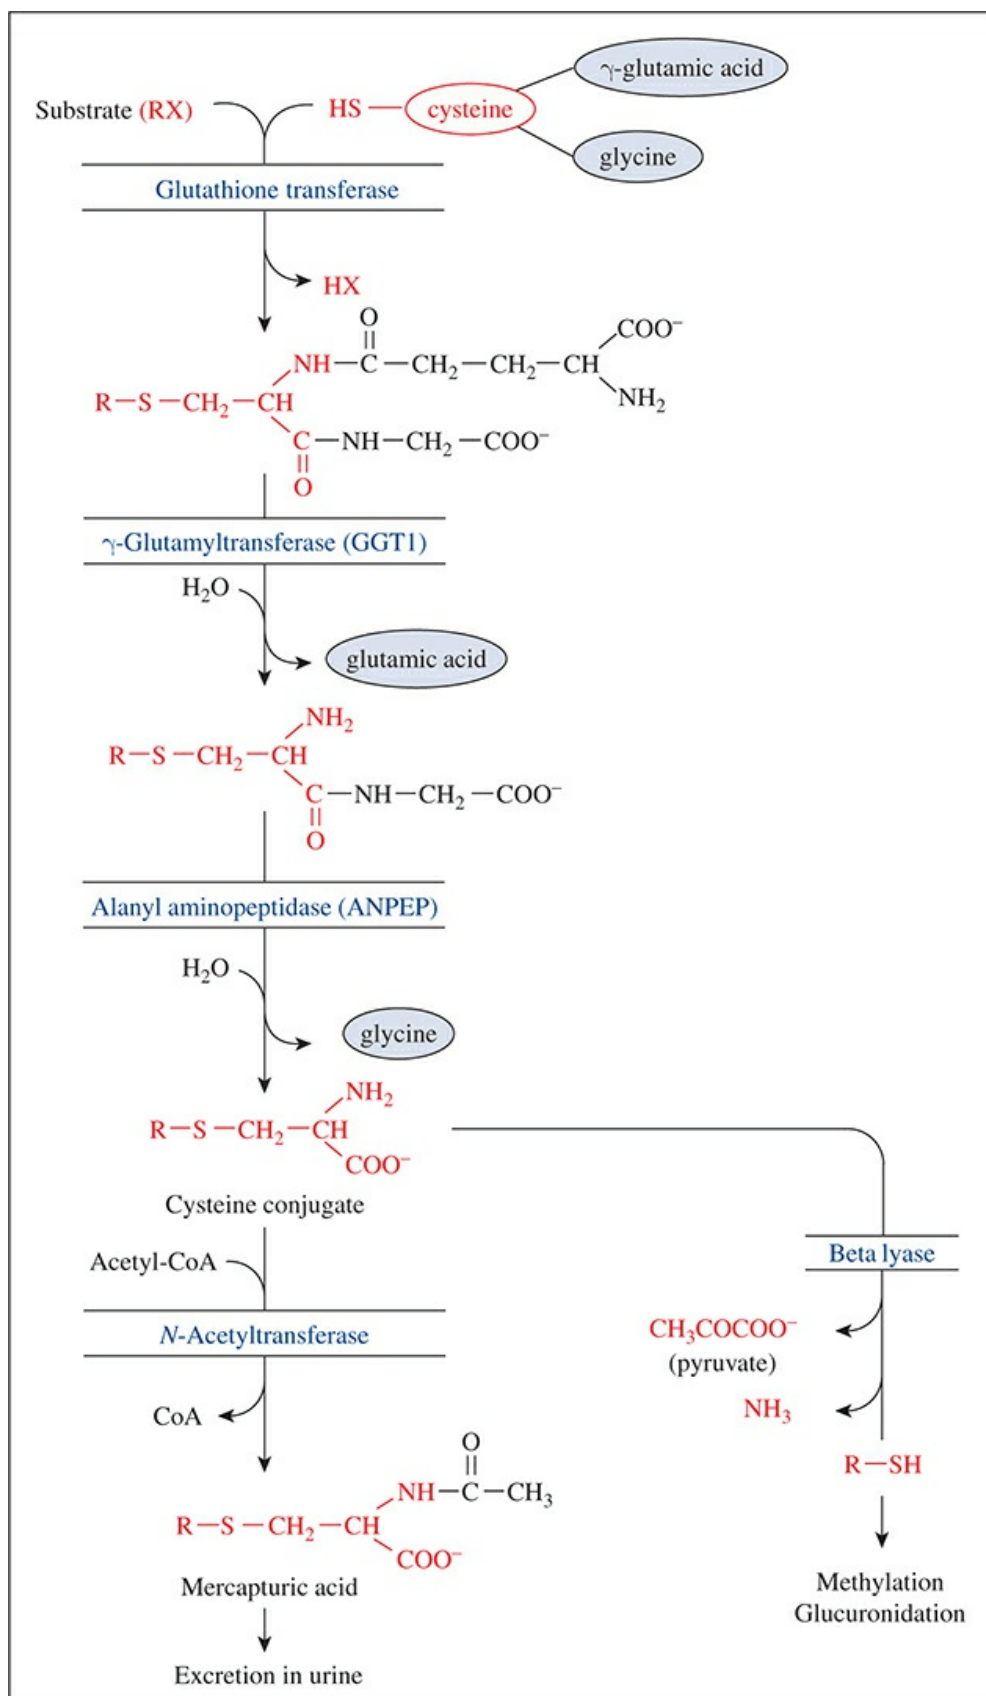 γ-glutamic acid
Substrate (RX)
HS — cysteine
glycine
Glutathione transferase
HX
O
COO⁻
NH—C—CH₂—CH₂—CH
NH₂
R—S—CH₂—CH
C—NH—CH₂—COO⁻
O
γ-Glutamyltransferase (GGT1)
H₂O
glutamic acid
NH₂
R—S—CH₂—CH
C—NH—CH₂—COO⁻
O
Alanyl aminopeptidase (ANPEP)
H₂O
glycine
NH₂
R—S—CH₂—CH
COO⁻
Cysteine conjugate
Acetyl-CoA
N-Acetyltransferase
CoA
O
NH—C—CH₃
R—S—CH₂—CH
COO⁻
Mercapturic acid
Excretion in urine
Beta lyase
CH₃COCOO⁻
(pyruvate)
NH₃
R—SH
Methylation
Glucuronidation